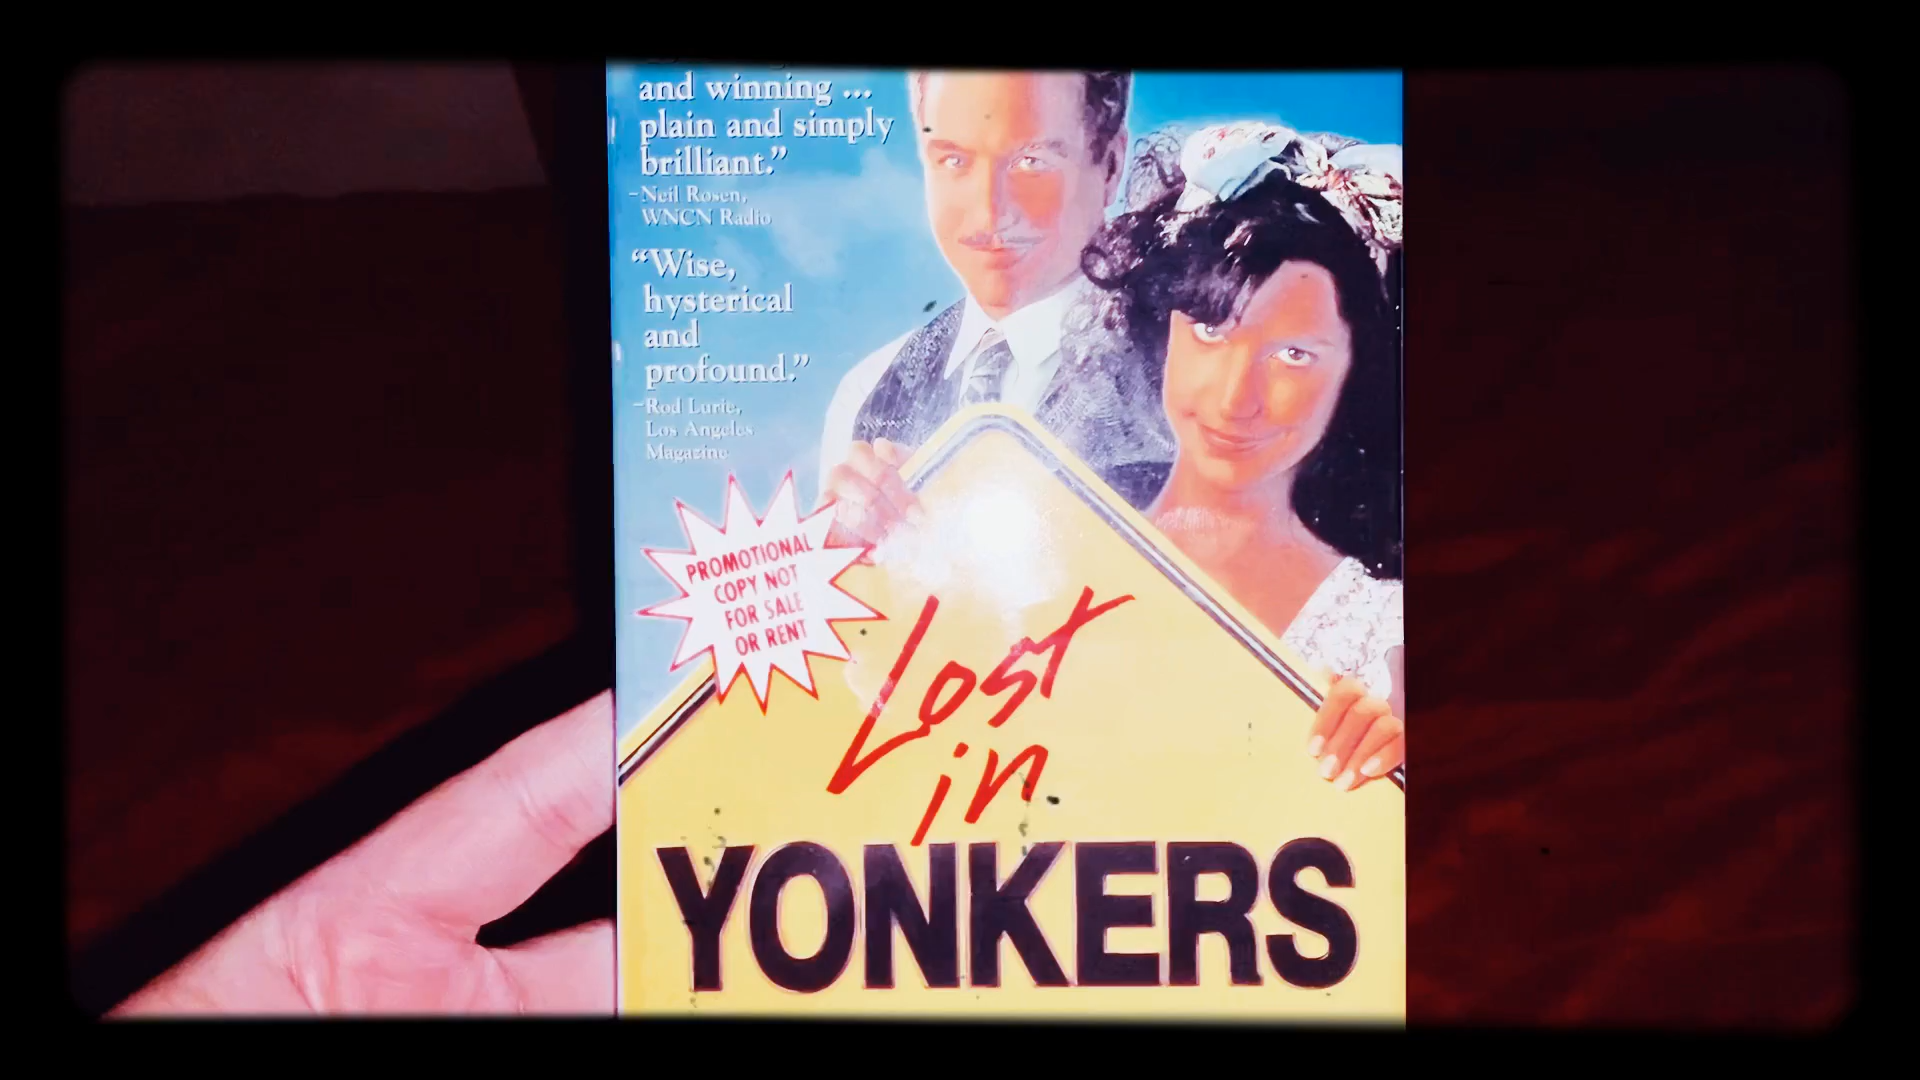 and winning ...
plain and simply
brilliant.”
–Neil Rosen,
WNCN Radio
“Wise,
hysterical
and
profound.”
–Rod Lurie,
Los Angeles
Magazine
PROMOTIONAL
COPY NOT
FOR SALE
OR RENT
Lost
in
YONKERS